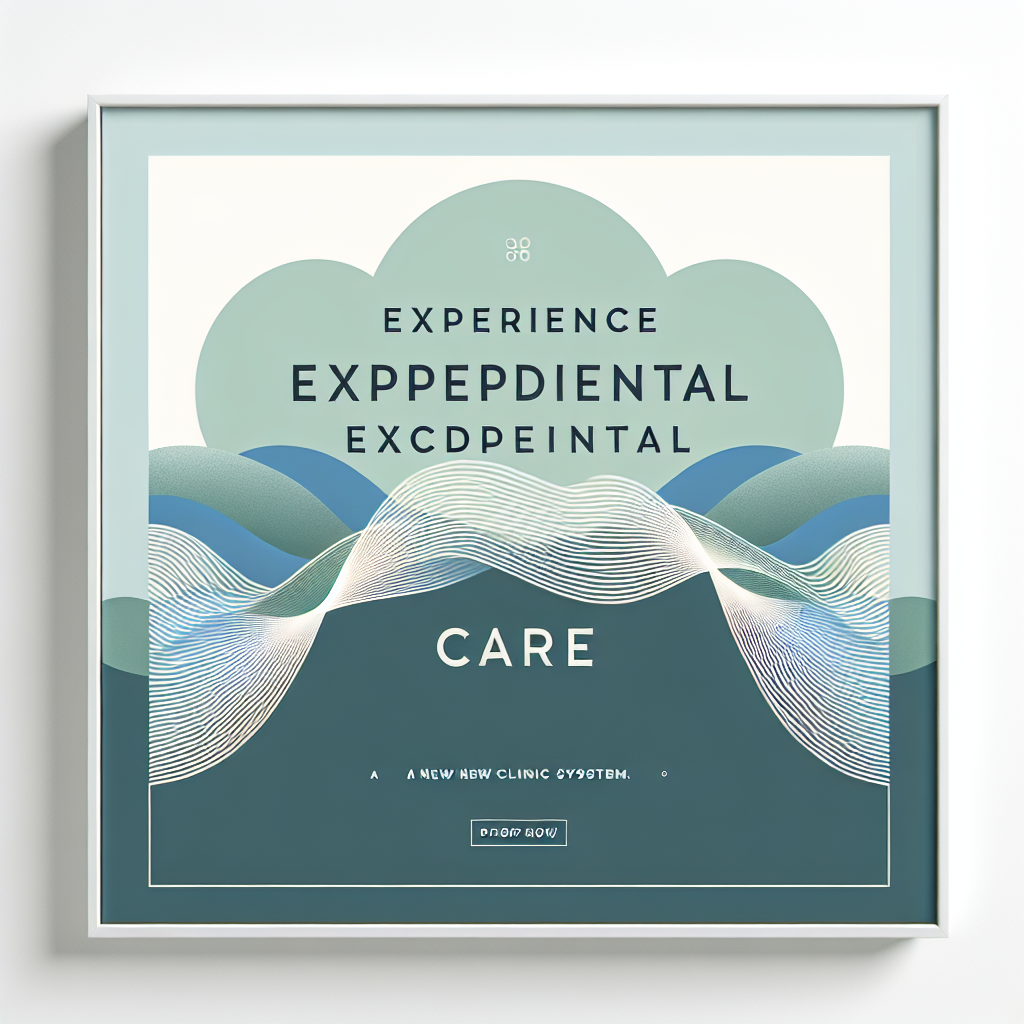 EXPERIENCE
EXPPEPDIENTAL
EXCDPEINTAL
CARE
A NEW NEW CLINIC SYSTEM.